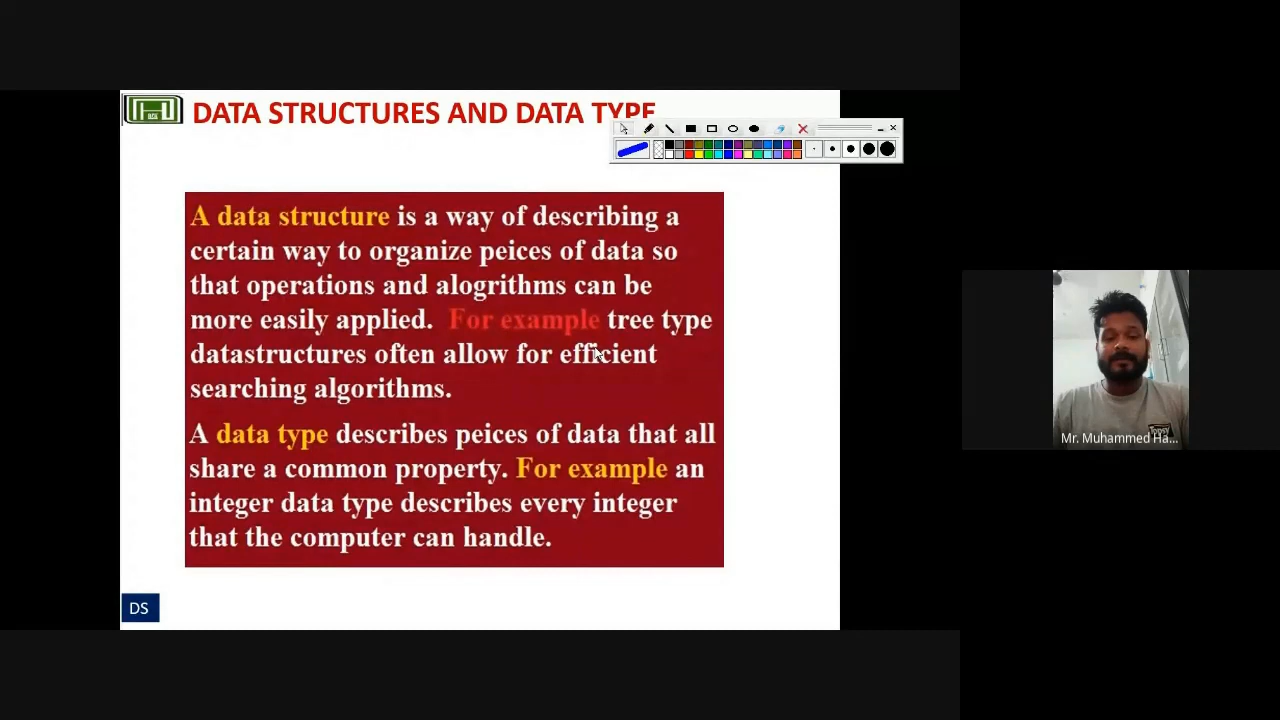 DATA STRUCTURES AND DATA TYPE
A data structure is a way of describing a
certain way to organize peices of data so
that operations and alogrithms can be
more easily applied. For example tree type
datastructures often allow for efficient
searching algorithms.
A data type describes peices of data that all
share a common property. For example an
integer data type describes every integer
that the computer can handle.
DS
Mr. Muhammed Ha...